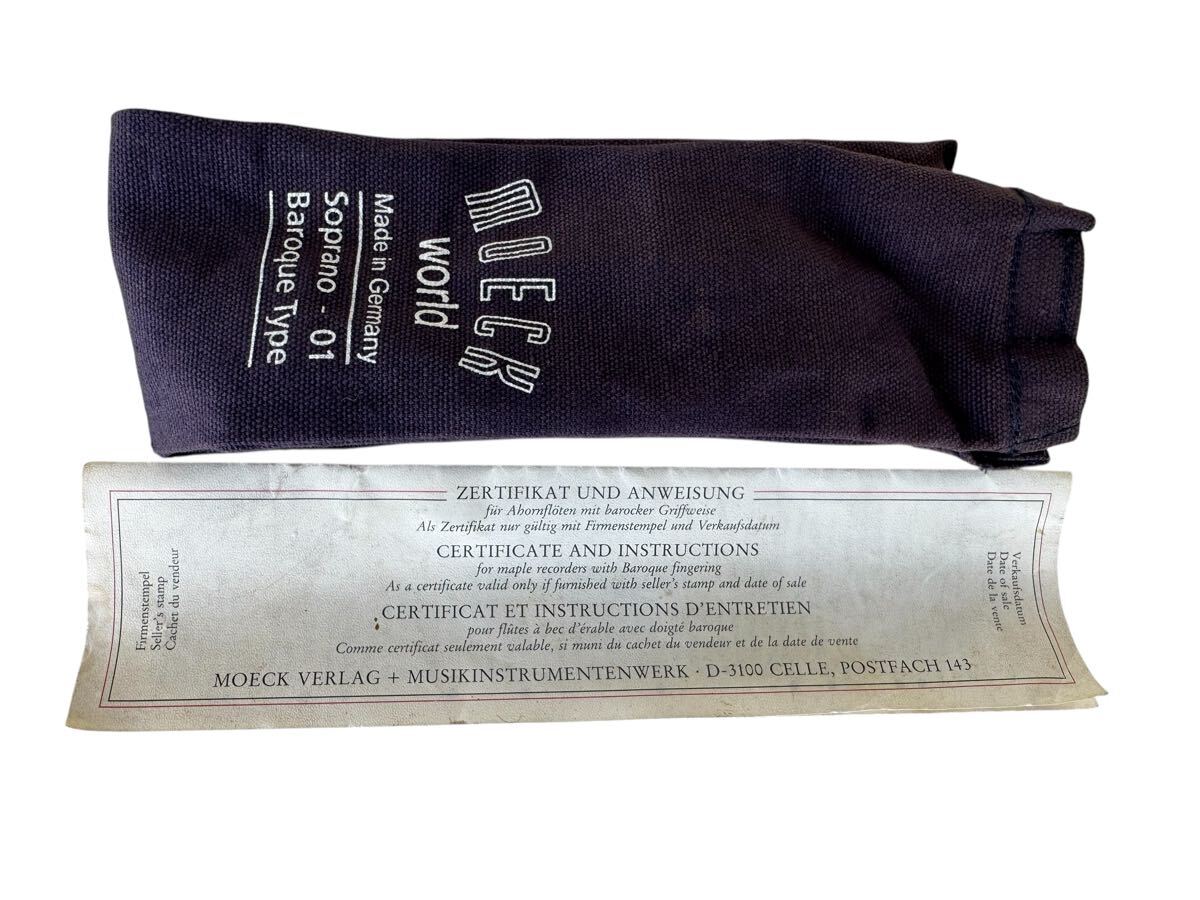 MOECK
world
Made in Germany
Soprano - 01
Baroque Type
ZERTIFIKAT UND ANWEISUNG
für Ahornflöten mit barocker Griffweise
Als Zertifikat nur gültig mit Firmenstempel und Verkaufsdatum
CERTIFICATE AND INSTRUCTIONS
for maple recorders with Baroque fingering
As a certificate valid only if furnished with seller's stamp and date of sale
CERTIFICAT ET INSTRUCTIONS D'ENTRETIEN
pour flûtes à bec d'érable avec doigté baroque
Comme certificat seulement valable, si muni du cachet du vendeur et de la date de vente
MOECK VERLAG + MUSIKINSTRUMENTENWERK · D-3100 CELLE, POSTFACH 143
Firmenstempel
Seller's stamp
Cachet du vendeur
Verkaufsdatum
Date of sale
Date de la vente